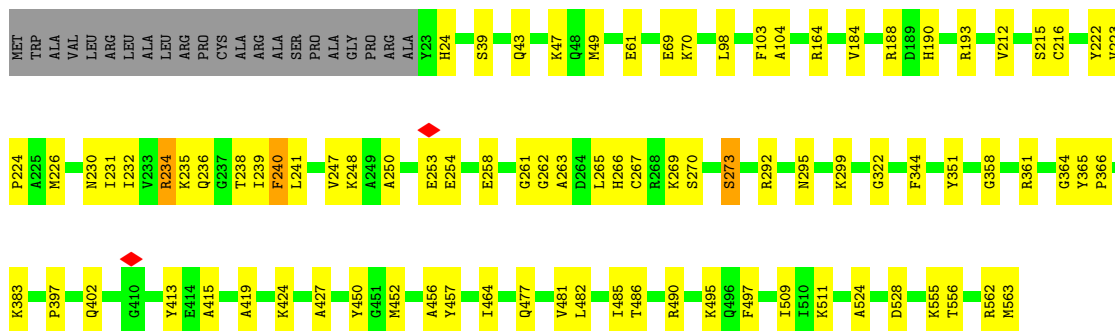 MET TRP ALA VAL LEU ARG LEU ALA LEU ARG PRO CYS ALA ARG ALA SER PRO ALA GLY PRO ARG ALA Y23 H24 S39 Q43 K47 Q48 M49 E61 E69 K70 L98 F103 A104 R164 V184 R188 D189 H190 R193 V212 S215 C216 Y222
P224 A225 M226 N230 I231 I232 V233 R234 K235 Q236 G237 T238 I239 F240 L241 V247 K248 A249 A250 E253 E254 E258 G261 G262 A263 D264 L265 H266 C267 R268 K269 S270 S273 R292 N295 K299 G322 F344 Y351 G358 R361 G364 Y365 P366
K383 P397 Q402 G410 Y413 E414 A415 A419 K424 A427 Y450 G451 M452 A456 Y457 I464 Q477 V481 L482 I485 T486 R490 K495 Q496 F497 I509 I510 K511 A524 D528 K555 T556 R562 M563